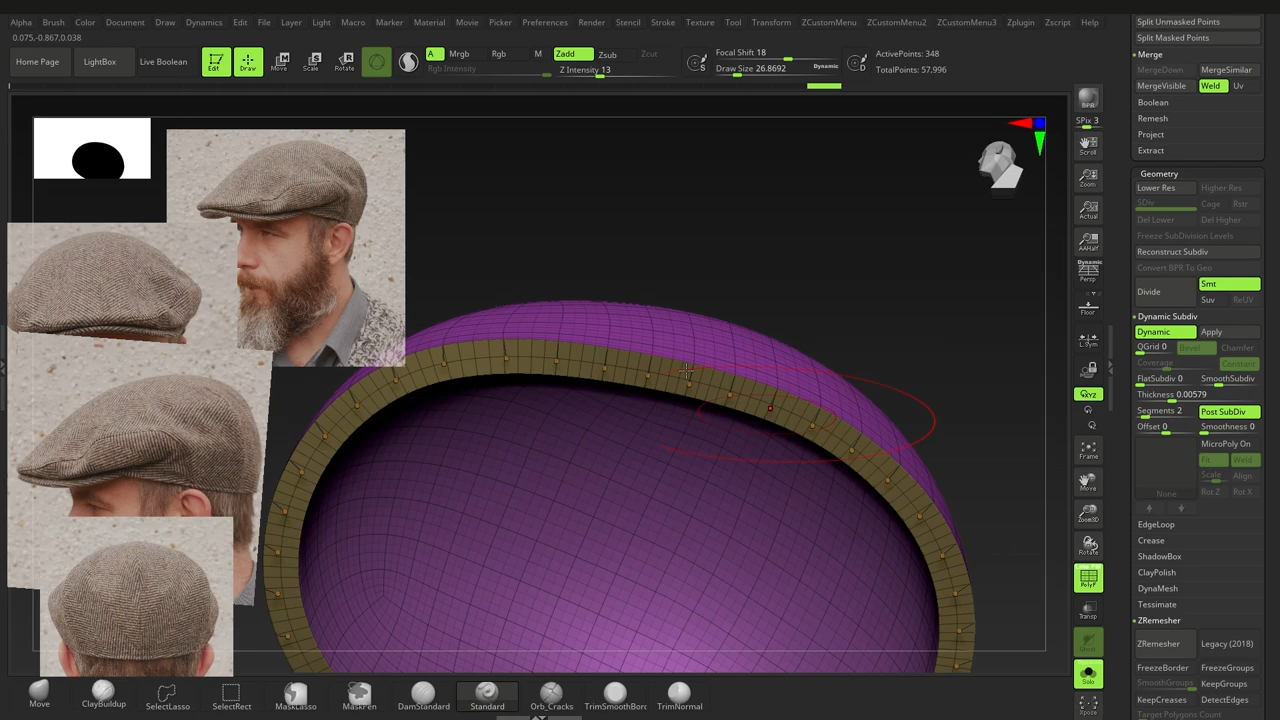 Alpha Brush Color Document Draw Dynamics Edit File Layer Light Macro Marker Material Movie Picker Preferences Render Stencil Stroke Texture Tool Transform ZCustomMenu ZCustomMenu2 ZCustomMenu3 Zplugin Zscript Help
0.075,-0.867,0.038
Home Page LightBox Live Boolean Edit Draw Move Scale Rotate
A Mrgb Rgb M Zadd Zsub Zcut
Rgb Intensity Z Intensity 13
S Focal Shift 18
Draw Size 26.8692 Dynamic D
ActivePoints: 348
TotalPoints: 57,996
BPR
SPix 3
Scroll
Zoom
Actual
AAHalf
Dynamic
Persp
Floor
L.Sym
XYZ
Frame
Move
Zoom3D
Rotate
PolyF
Transp
Ghost
Solo
Xpose
Split Unmasked Points
Split Masked Points
Merge
MergeDown MergeSimilar
MergeVisible Weld Uv
Boolean
Remesh
Project
Extract
Geometry
Lower Res Higher Res
SDiv Cage Rstr
Del Lower Del Higher
Freeze SubDivision Levels
Reconstruct Subdiv
Convert BPR To Geo
Divide Smt
Suv ReUV
Dynamic Subdiv
Dynamic Apply
QGrid 0 Bevel Chamfer
Coverage Constant
FlatSubdiv 0 SmoothSubdiv
Thickness 0.00579
Segments 2 Post SubDiv
Offset 0 Smoothness 0
MicroPoly On
Fit Weld
Scale Align
None Rot Z Rot X
EdgeLoop
Crease
ShadowBox
ClayPolish
DynaMesh
Tessimate
ZRemesher
ZRemesher Legacy (2018)
FreezeBorder FreezeGroups
SmoothGroups KeepGroups
KeepCreases DetectEdges
Target Polygons Count
Move ClayBuildup SelectLasso SelectRect MaskLasso MaskPen DamStandard Standard Orb_Cracks TrimSmoothBorc TrimNormal